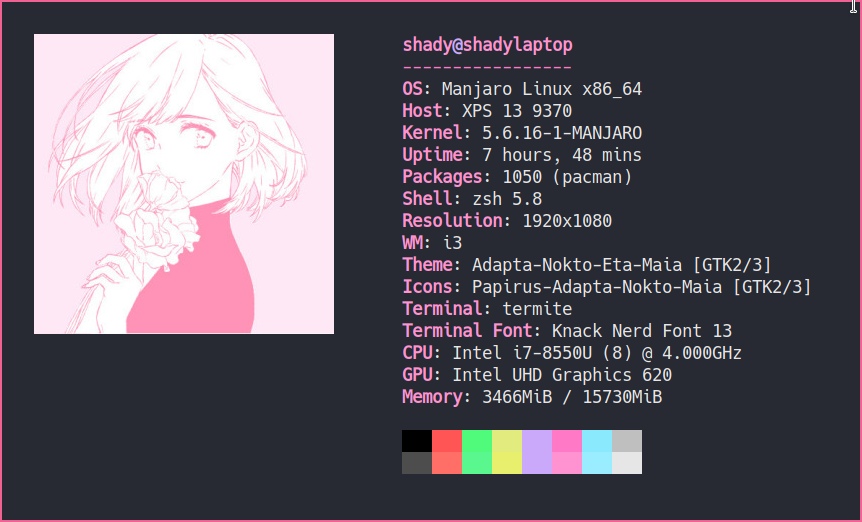 shady@shadylaptop
-----------------
OS: Manjaro Linux x86_64
Host: XPS 13 9370
Kernel: 5.6.16-1-MANJARO
Uptime: 7 hours, 48 mins
Packages: 1050 (pacman)
Shell: zsh 5.8
Resolution: 1920x1080
WM: i3
Theme: Adapta-Nokto-Eta-Maia [GTK2/3]
Icons: Papirus-Adapta-Nokto-Maia [GTK2/3]
Terminal: termite
Terminal Font: Knack Nerd Font 13
CPU: Intel i7-8550U (8) @ 4.000GHz
GPU: Intel UHD Graphics 620
Memory: 3466MiB / 15730MiB